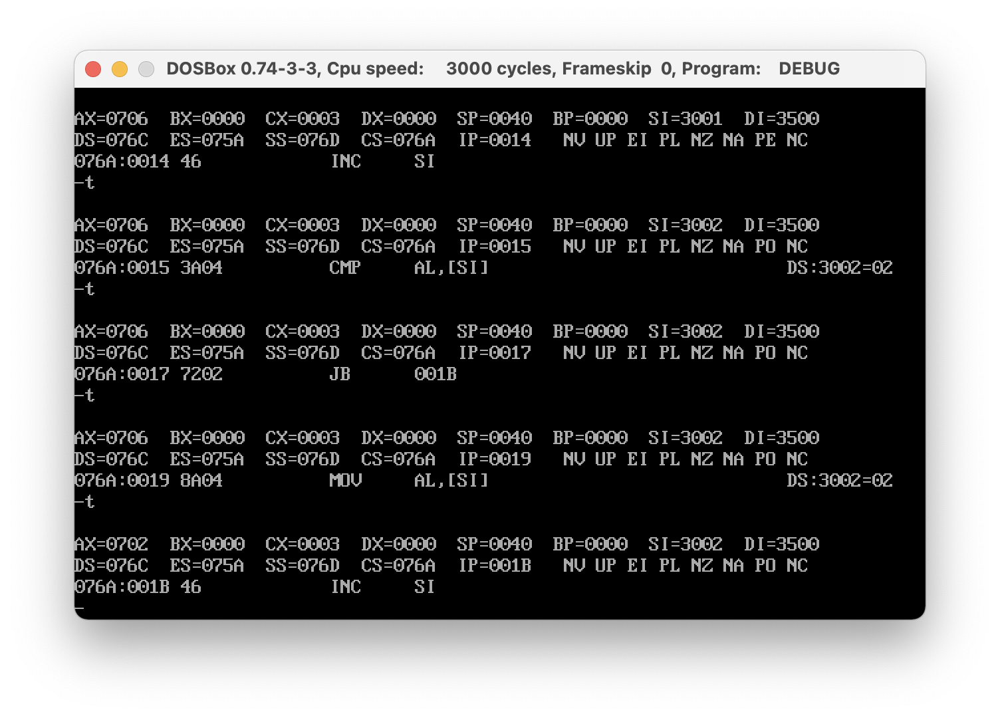 DOSBox 0.74-3-3, Cpu speed: 3000 cycles, Frameskip 0, Program: DEBUG
AX=0706 BX=0000 CX=0003 DX=0000 SP=0040 BP=0000 SI=3001 DI=3500
DS=076C ES=075A SS=076D CS=076A IP=0014 NV UP EI PL NZ NA PE NC
076A:0014 46 INC SI
-t
AX=0706 BX=0000 CX=0003 DX=0000 SP=0040 BP=0000 SI=3002 DI=3500
DS=076C ES=075A SS=076D CS=076A IP=0015 NV UP EI PL NZ NA PO NC
076A:0015 3A04 CMP AL,[SI] DS:3002=02
-t
AX=0706 BX=0000 CX=0003 DX=0000 SP=0040 BP=0000 SI=3002 DI=3500
DS=076C ES=075A SS=076D CS=076A IP=0017 NV UP EI PL NZ NA PO NC
076A:0017 7202 JB 001B
-t
AX=0706 BX=0000 CX=0003 DX=0000 SP=0040 BP=0000 SI=3002 DI=3500
DS=076C ES=075A SS=076D CS=076A IP=0019 NV UP EI PL NZ NA PO NC
076A:0019 8A04 MOV AL,[SI] DS:3002=02
-t
AX=0702 BX=0000 CX=0003 DX=0000 SP=0040 BP=0000 SI=3002 DI=3500
DS=076C ES=075A SS=076D CS=076A IP=001B NV UP EI PL NZ NA PO NC
076A:001B 46 INC SI
-